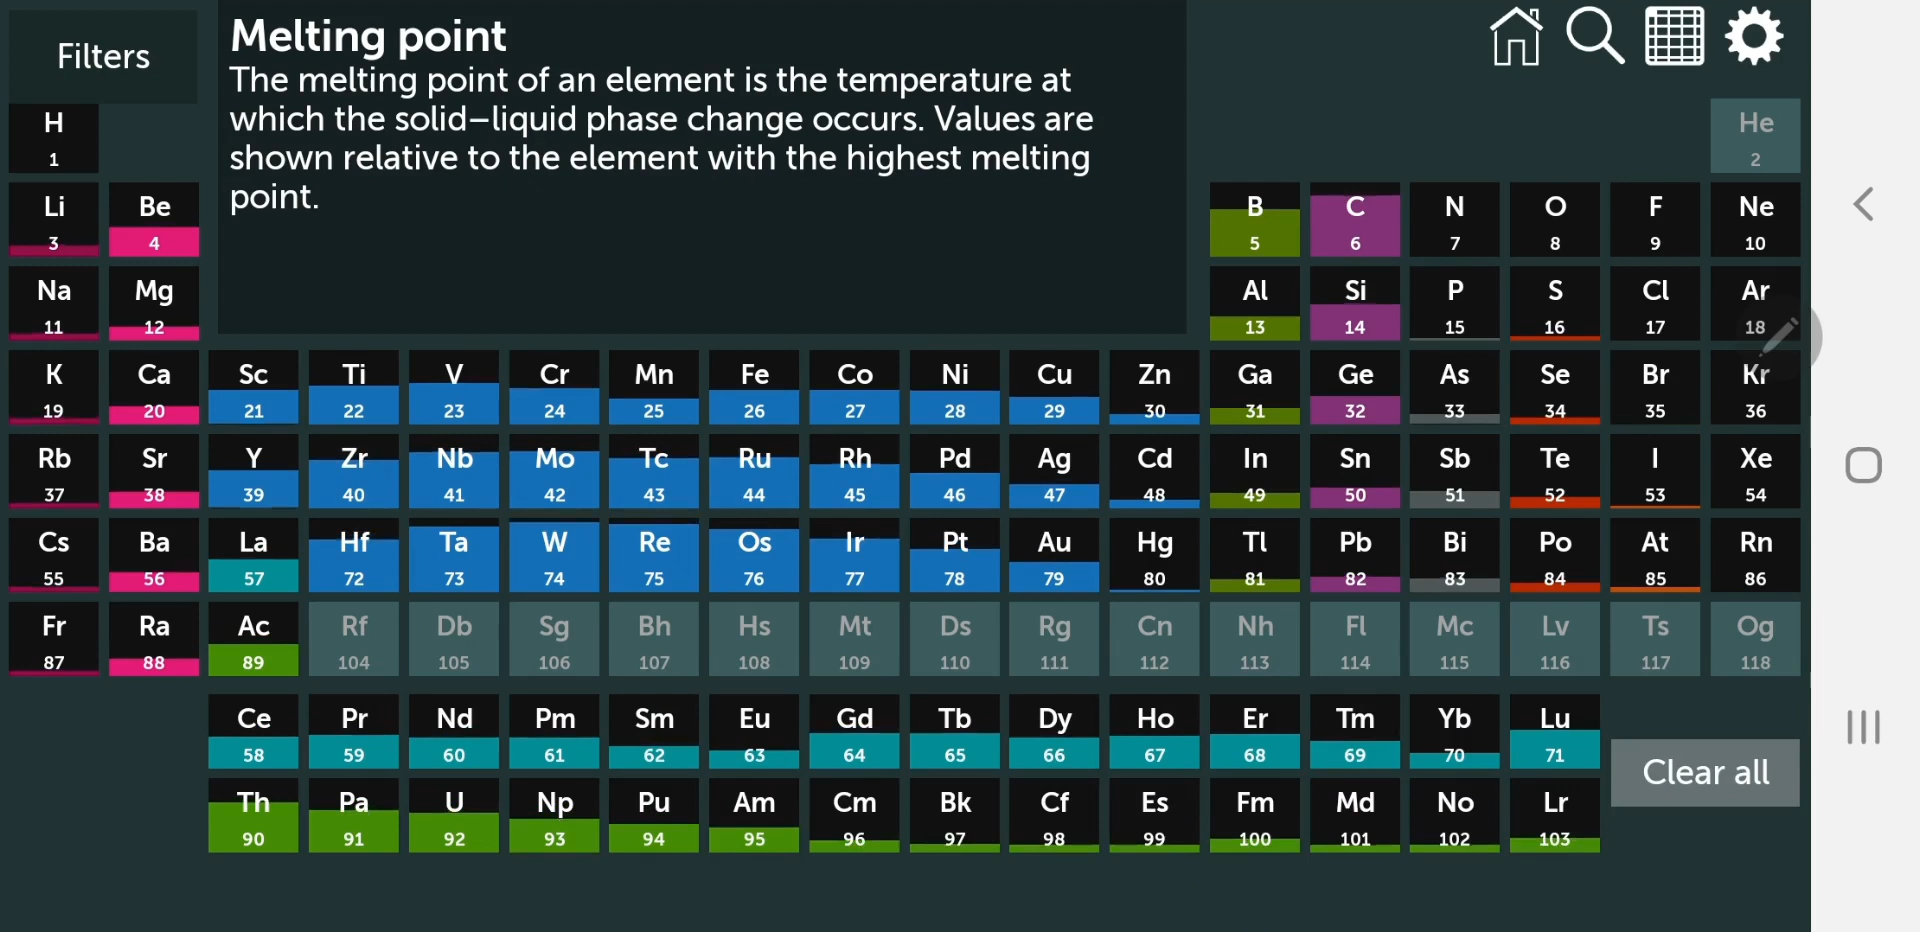 Filters
Melting point
The melting point of an element is the temperature at
which the solid–liquid phase change occurs. Values are
shown relative to the element with the highest melting
point.
H He
1 2
Li Be B C N O F Ne
3 4 5 6 7 8 9 10
Na Mg Al Si P S Cl Ar
11 12 13 14 15 16 17 18
K Ca Sc Ti V Cr Mn Fe Co Ni Cu Zn Ga Ge As Se Br Kr
19 20 21 22 23 24 25 26 27 28 29 30 31 32 33 34 35 36
Rb Sr Y Zr Nb Mo Tc Ru Rh Pd Ag Cd In Sn Sb Te I Xe
37 38 39 40 41 42 43 44 45 46 47 48 49 50 51 52 53 54
Cs Ba La Hf Ta W Re Os Ir Pt Au Hg Tl Pb Bi Po At Rn
55 56 57 72 73 74 75 76 77 78 79 80 81 82 83 84 85 86
Fr Ra Ac Rf Db Sg Bh Hs Mt Ds Rg Cn Nh Fl Mc Lv Ts Og
87 88 89 104 105 106 107 108 109 110 111 112 113 114 115 116 117 118
Ce Pr Nd Pm Sm Eu Gd Tb Dy Ho Er Tm Yb Lu
58 59 60 61 62 63 64 65 66 67 68 69 70 71
Clear all
Th Pa U Np Pu Am Cm Bk Cf Es Fm Md No Lr
90 91 92 93 94 95 96 97 98 99 100 101 102 103